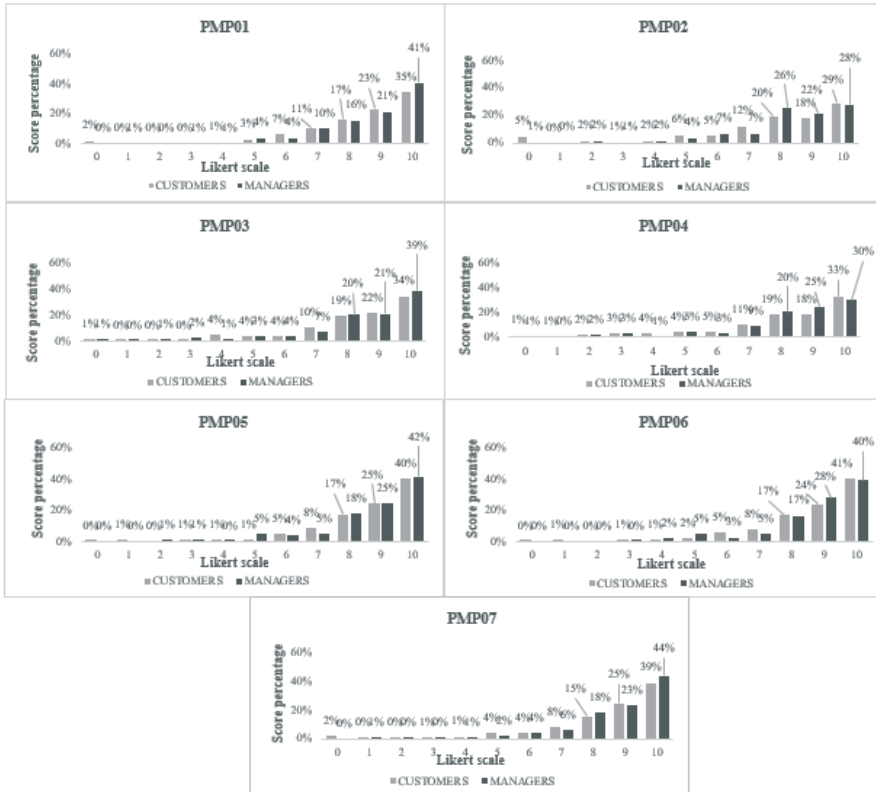 PMP01
Score percentage
60%
40%
20%
0%
2% 0% 0% 1% 0% 0% 0% 1% 1% 1% 3% 4% 7% 4% 11% 10% 17% 16% 23% 21% 35% 41%
0 1 2 3 4 5 6 7 8 9 10
Likert scale
CUSTOMERS MANAGERS
PMP02
Score percentage
60%
40%
20%
0%
5% 1% 0% 0% 2% 2% 1% 1% 2% 2% 6% 4% 5% 7% 12% 7% 20% 26% 18% 22% 29% 28%
0 1 2 3 4 5 6 7 8 9 10
Likert scale
CUSTOMERS MANAGERS
PMP03
Score percentage
60%
40%
20%
0%
1% 1% 0% 0% 0% 1% 0% 2% 4% 1% 4% 3% 4% 4% 10% 7% 19% 20% 22% 21% 34% 39%
0 1 2 3 4 5 6 7 8 9 10
Likert scale
CUSTOMERS MANAGERS
PMP04
Score percentage
60%
40%
20%
0%
1% 1% 1% 0% 2% 2% 3% 3% 4% 1% 4% 5% 3% 11% 9% 19% 20% 18% 25% 33% 30%
0 1 2 3 4 5 6 7 8 9 10
Likert scale
CUSTOMERS MANAGERS
PMP05
Score percentage
60%
40%
20%
0%
0% 0% 1% 0% 0% 1% 1% 1% 1% 0% 1% 5% 5% 4% 8% 5% 17% 18% 25% 25% 40% 42%
0 1 2 3 4 5 6 7 8 9 10
Likert scale
CUSTOMERS MANAGERS
PMP06
Score percentage
60%
40%
20%
0%
0% 0% 1% 0% 0% 0% 1% 0% 1% 2% 2% 5% 5% 3% 8% 5% 17% 17% 24% 28% 41% 40%
0 1 2 3 4 5 6 7 8 9 10
Likert scale
CUSTOMERS MANAGERS
PMP07
Score percentage
60%
40%
20%
0%
2% 0% 0% 1% 0% 0% 1% 0% 1% 1% 4% 2% 4% 4% 8% 6% 15% 18% 25% 23% 39% 44%
0 1 2 3 4 5 6 7 8 9 10
Likert scale
CUSTOMERS MANAGERS